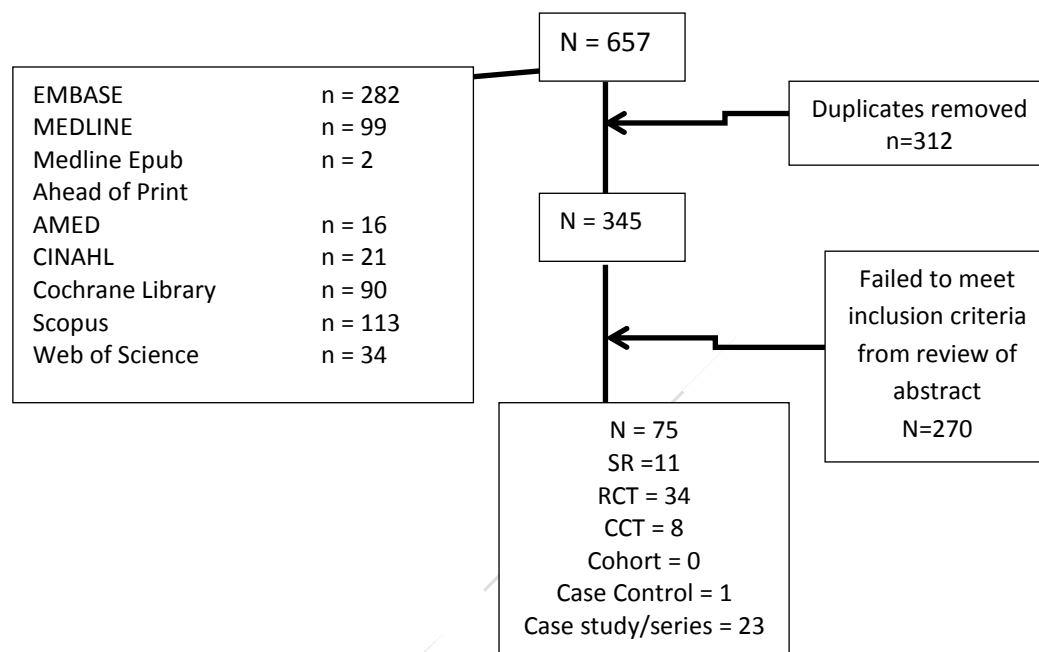 N = 657
EMBASE n = 282
MEDLINE n = 99
Medline Epub n = 2
Ahead of Print
AMED n = 16
CINAHL n = 21
Cochrane Library n = 90
Scopus n = 113
Web of Science n = 34
Duplicates removed
n=312
N = 345
Failed to meet
inclusion criteria
from review of
abstract
N=270
N = 75
SR =11
RCT = 34
CCT = 8
Cohort = 0
Case Control = 1
Case study/series = 23